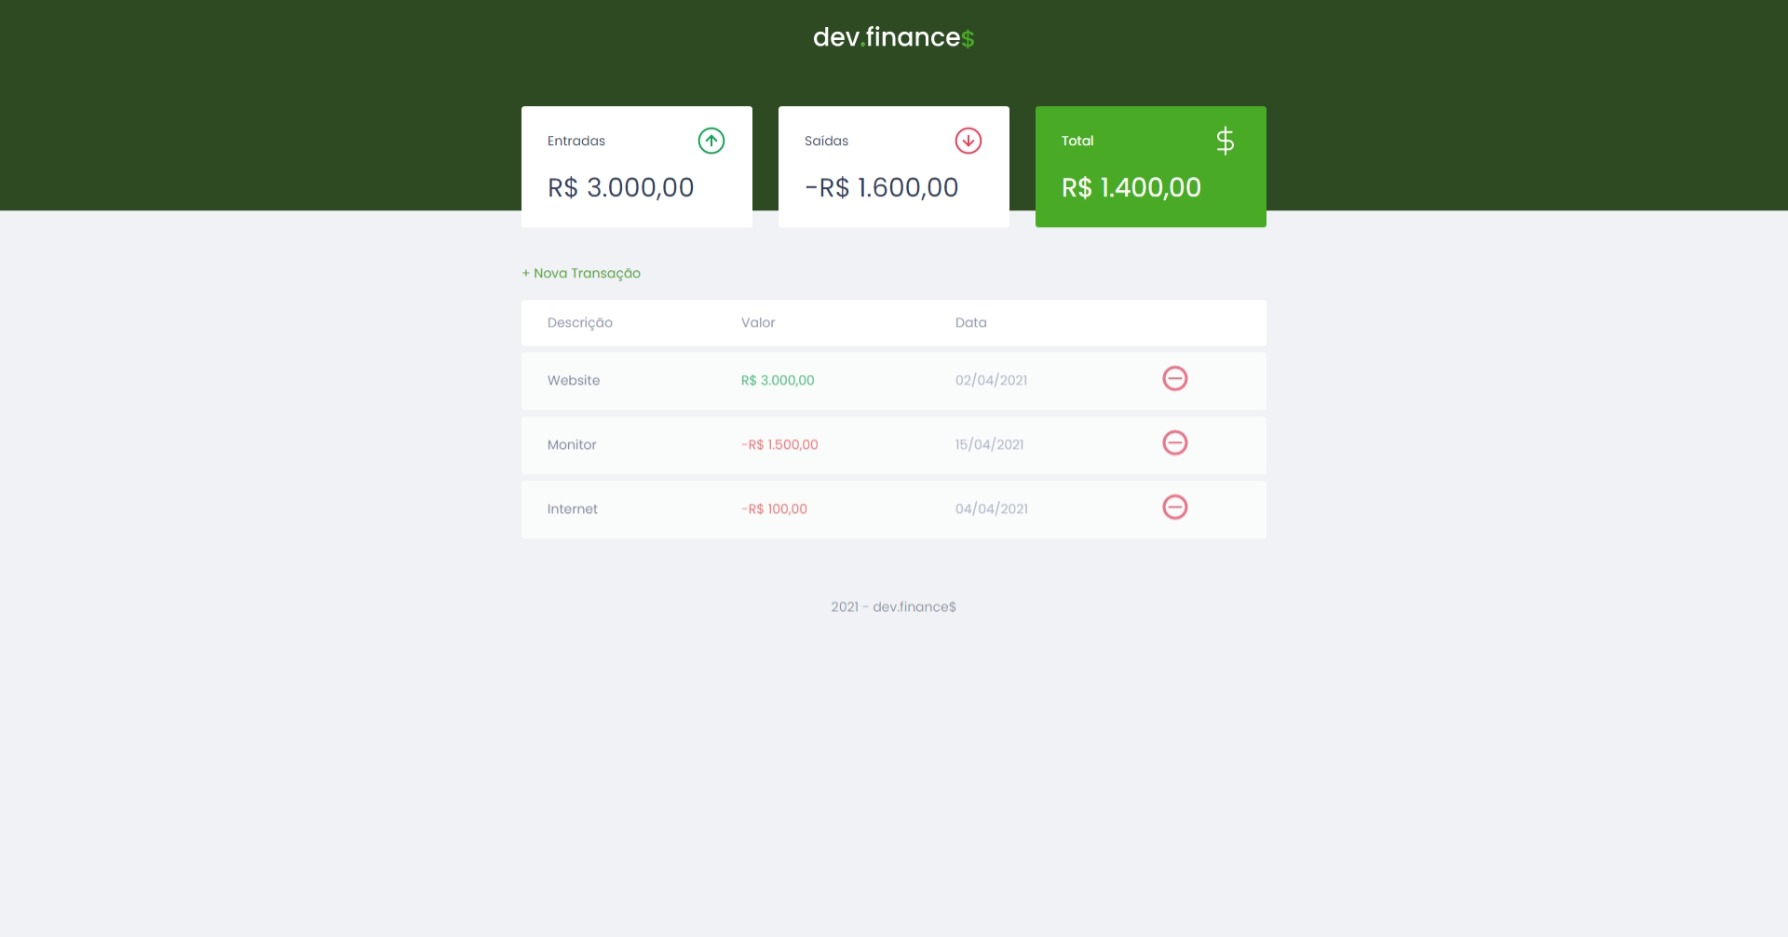 dev.finance$
Entradas
R$ 3.000,00
Saídas
-R$ 1.600,00
Total
$
R$ 1.400,00
+ Nova Transação
Descrição Valor Data
Website R$ 3.000,00 02/04/2021
Monitor -R$ 1.500,00 15/04/2021
Internet -R$ 100,00 04/04/2021
2021 - dev.finance$